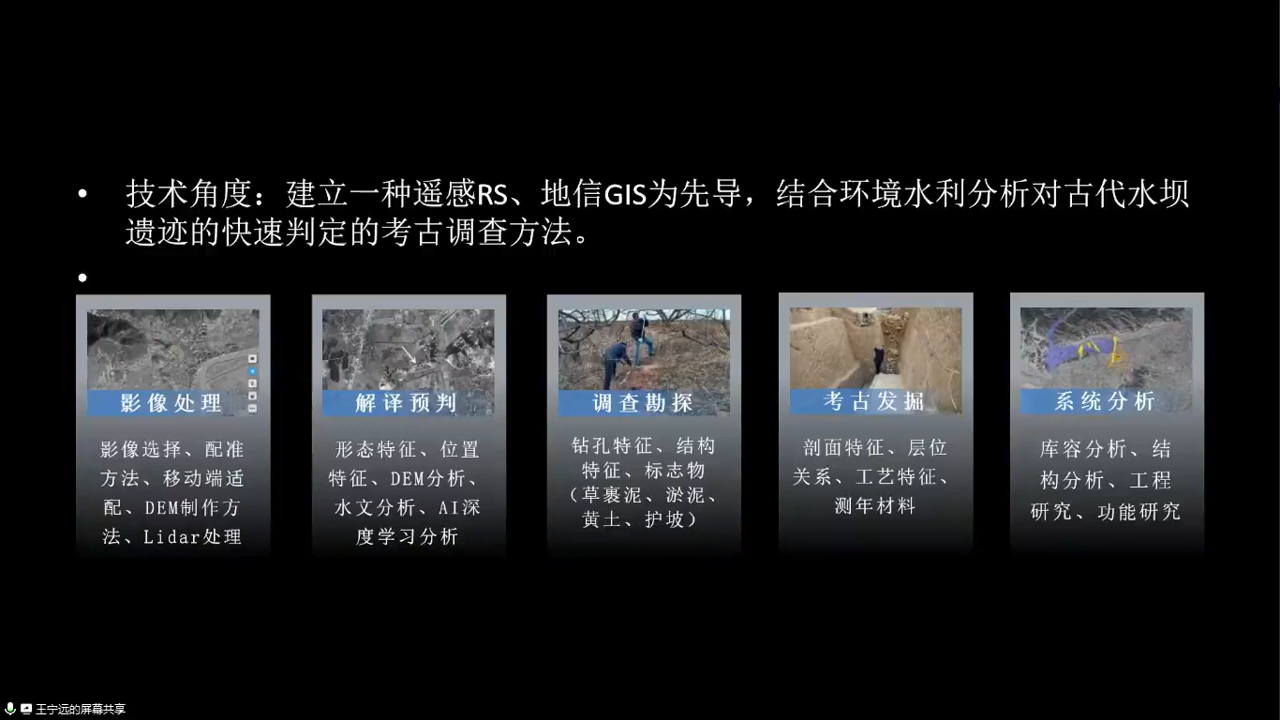 • 技术角度：建立一种遥感RS、地信GIS为先导，结合环境水利分析对古代水坝
遗迹的快速判定的考古调查方法。
•
影像处理
影像选择、配准
方法、移动端适
配、DEM制作方
法、Lidar处理
解译预判
形态特征、位置
特征、DEM分析、
水文分析、AI深
度学习分析
调查勘探
钻孔特征、结构
特征、标志物
（草裹泥、淤泥、
黄土、护坡）
考古发掘
剖面特征、层位
关系、工艺特征、
测年材料
系统分析
库容分析、结
构分析、工程
研究、功能研究
王宁远的屏幕共享